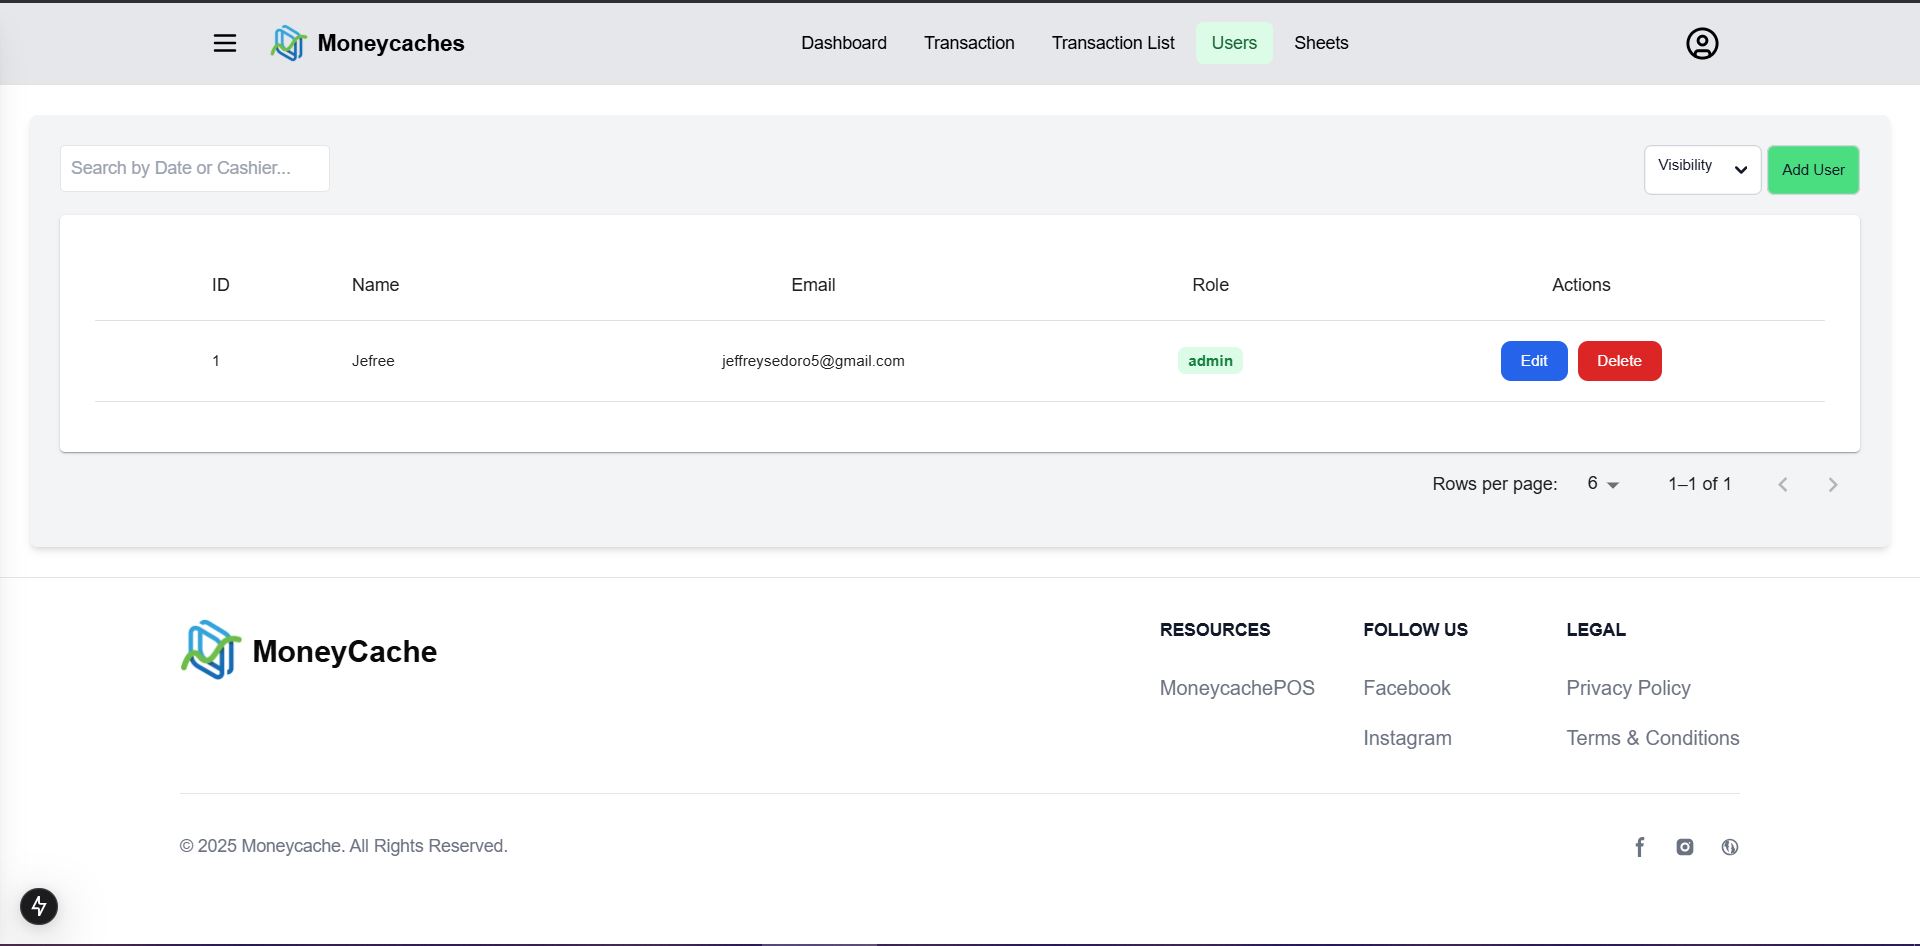 Moneycaches
Dashboard
Transaction
Transaction List
Users
Sheets
Search by Date or Cashier...
Visibility
Add User
ID
Name
Email
Role
Actions
1
Jefree
jeffreysedoro5@gmail.com
admin
Edit
Delete
Rows per page:
6
1–1 of 1
MoneyCache
RESOURCES
MoneycachePOS
FOLLOW US
Facebook
Instagram
LEGAL
Privacy Policy
Terms & Conditions
© 2025 Moneycache. All Rights Reserved.